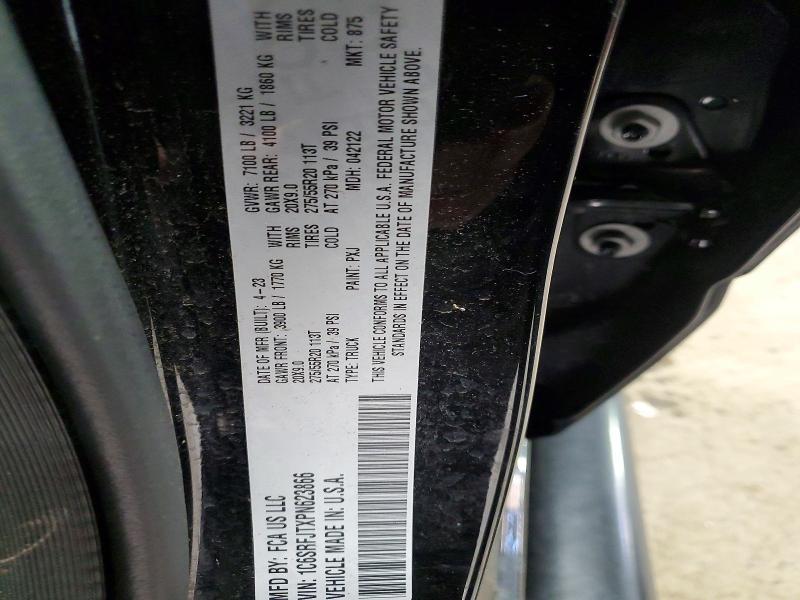 MFD BY: FCA US LLC
VIN: 1C6SRFJTXPN623866
VEHICLE MADE IN: U.S.A.
DATE OF MFR (BUILT): 4-23 GVWR: 7100 LB / 3221 KG
GAWR FRONT: 3900 LB / 1770 KG WITH GAWR REAR: 4100 LB / 1860 KG WITH
20X9.0 RIMS 20X9.0 RIMS
275/55R20 113T TIRES 275/55R20 113T TIRES
AT 270 kPa / 39 PSI COLD AT 270 kPa / 39 PSI COLD
TYPE: TRUCK PAINT: PXJ MDH: 042122 MKT: 875
THIS VEHICLE CONFORMS TO ALL APPLICABLE U.S.A. FEDERAL MOTOR VEHICLE SAFETY
STANDARDS IN EFFECT ON THE DATE OF MANUFACTURE SHOWN ABOVE.